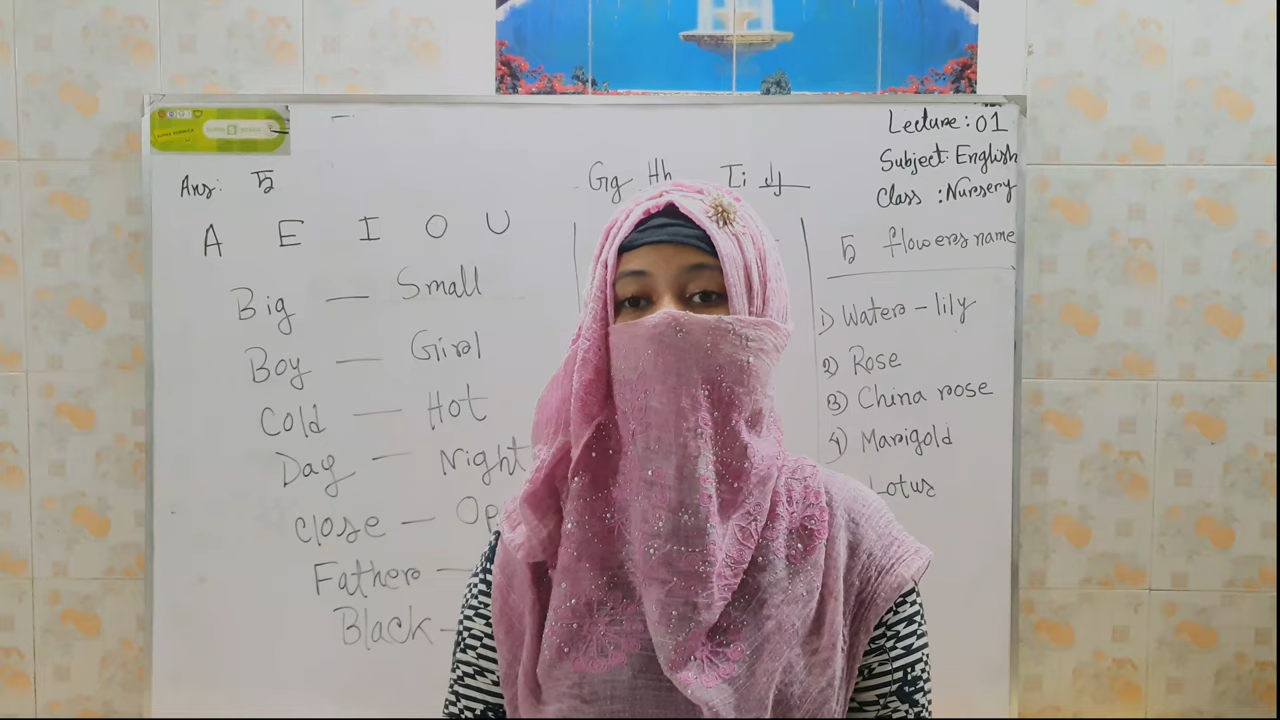 Lecture: 01
Subject: English
Class : Nursery
Ans: 5
A E I O U
Big — Small
Boy — Girl
Cold — Hot
Day — Night
Close — Op
Father —
Black -
Gg Hh Ii Jj
5 flowers name
1) Water - lily
2) Rose
3) China rose
4) Marigold
Lotus